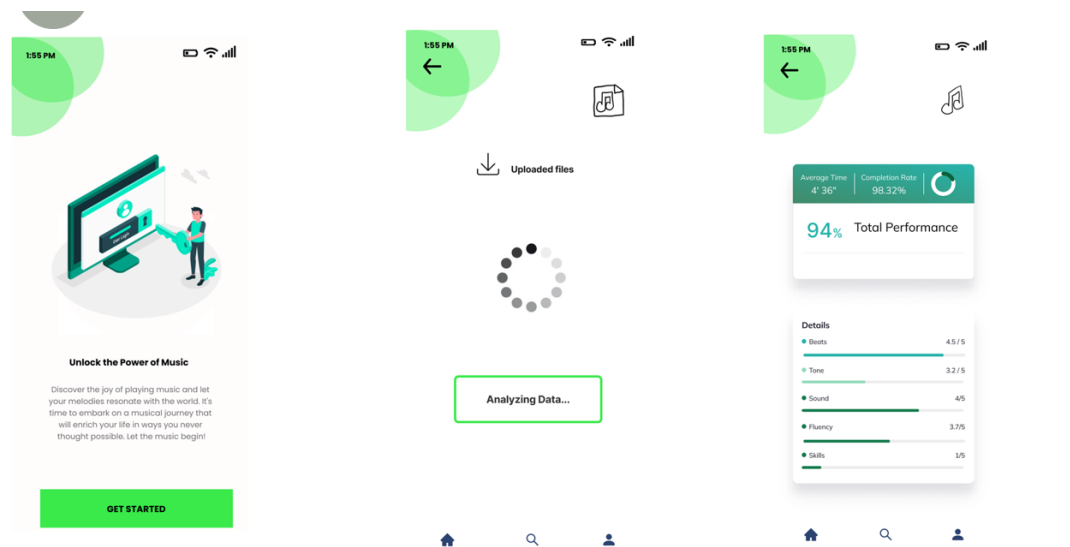 1:55 PM
Unlock the Power of Music
Discover the joy of playing music and let
your melodies resonate with the world. It's
time to embark on a musical journey that
will enrich your life in ways you never
thought possible. Let the music begin!
GET STARTED
1:55 PM
Uploaded files
Analyzing Data...
1:55 PM
Average Time
4' 36"
Completion Rate
98.32%
94% Total Performance
Details
Beats 4.5 / 5
Tone 3.2 / 5
Sound 4/5
Fluency 3.7/5
Skills 1/5